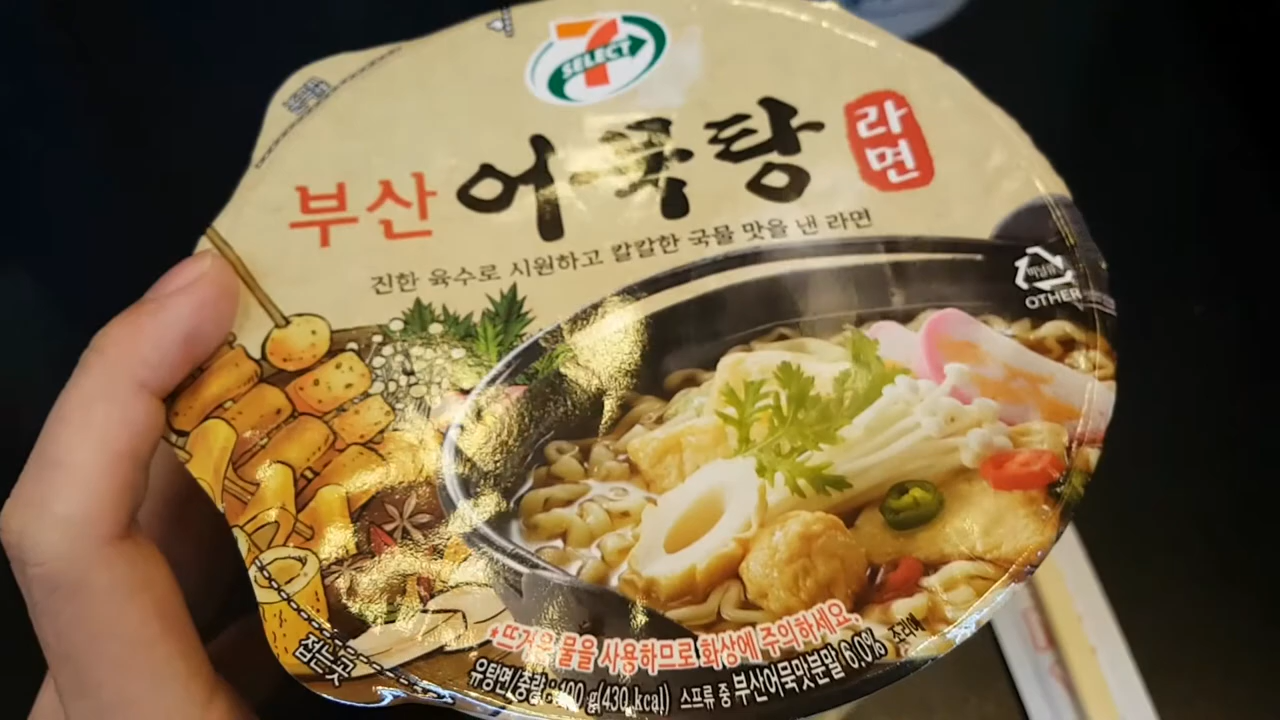 7
SELECT
부산 어묵탕 라면
진한 육수로 시원하고 칼칼한 국물 맛을 낸 라면
OTHER
*뜨거운 물을 사용하므로 화상에 주의하세요.
유탕면/중량 : 100 g(430 kcal) 스프류 중 부산어묵맛분말 6.0%
접는곳